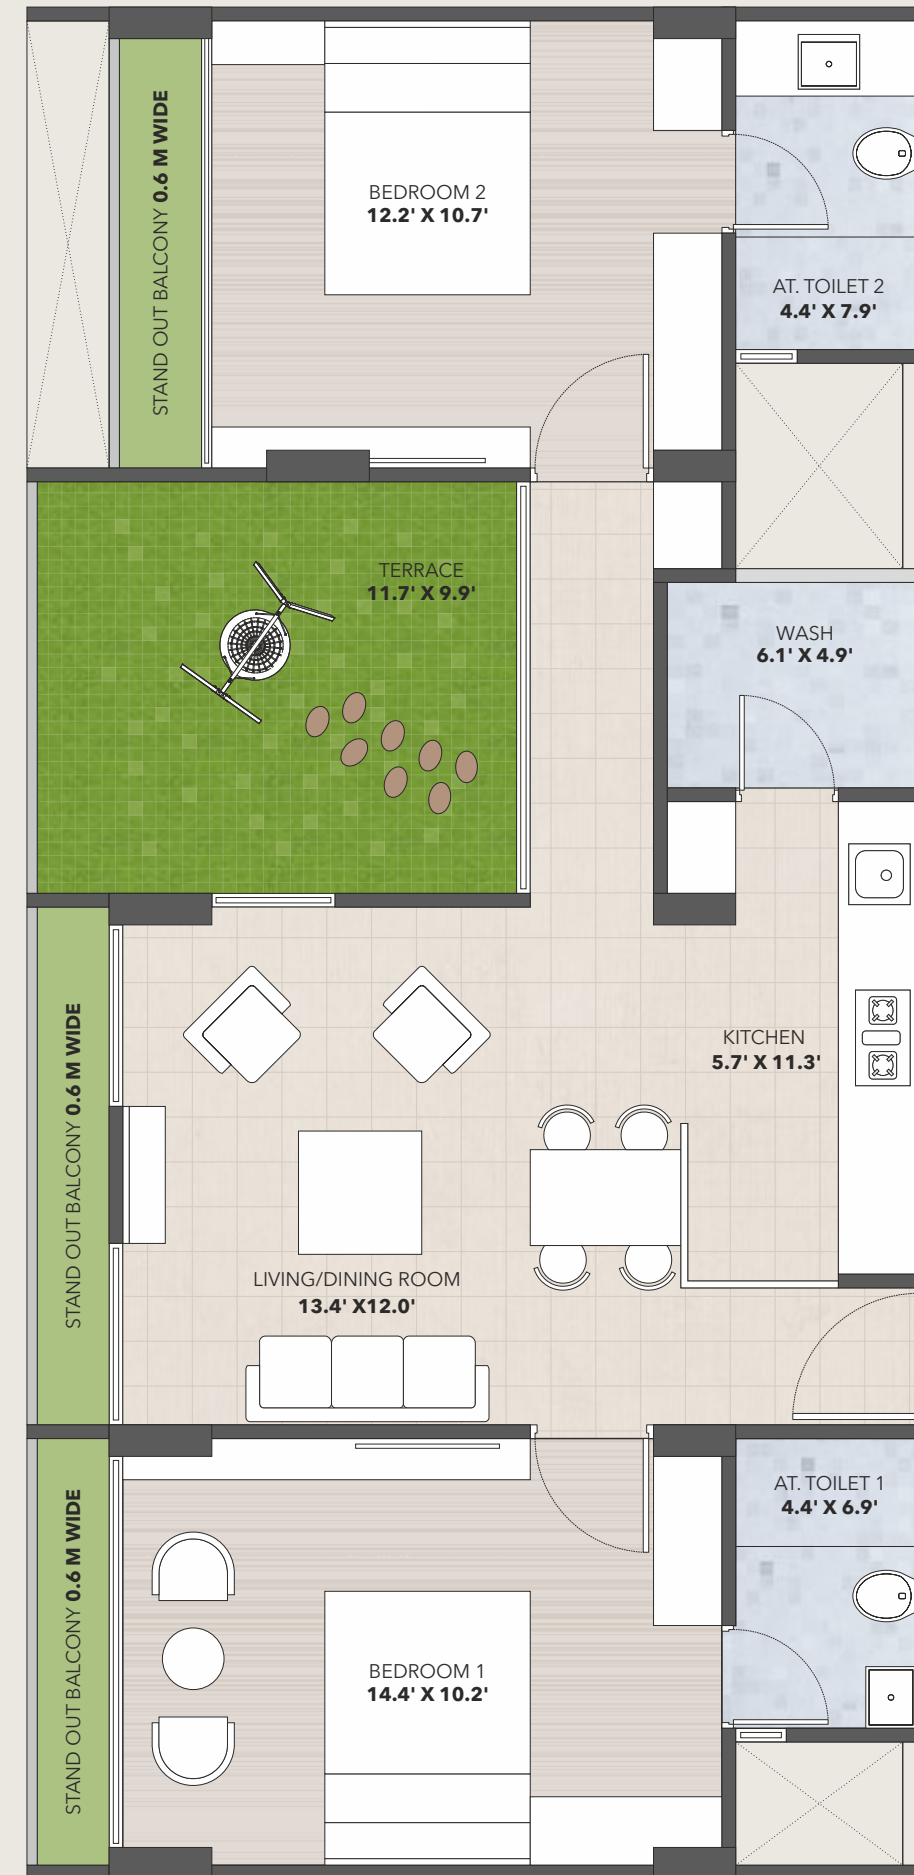 STAND OUT BALCONY 0.6 M WIDE
BEDROOM 2
12.2' X 10.7'
AT. TOILET 2
4.4' X 7.9'
TERRACE
11.7' X 9.9'
WASH
6.1' X 4.9'
STAND OUT BALCONY 0.6 M WIDE
KITCHEN
5.7' X 11.3'
LIVING/DINING ROOM
13.4' X12.0'
STAND OUT BALCONY 0.6 M WIDE
AT. TOILET 1
4.4' X 6.9'
BEDROOM 1
14.4' X 10.2'